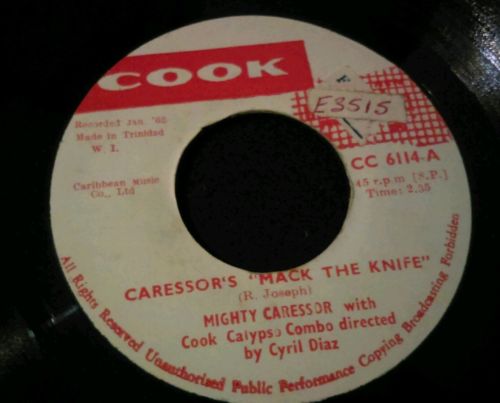 COOK
E3515
Recorded Jan. '62
Made in Trinidad
W. I.
CC 6114-A
45 r.p.m [S.P.]
Time: 2.35
Caribbean Music
Co., Ltd
CARESSOR'S "MACK THE KNIFE"
(R. Joseph)
MIGHTY CARESSOR with
Cook Calypso Combo directed
by Cyril Diaz
All Rights Reserved Unauthorised Public Performance Copying Broadcasting Forbidden